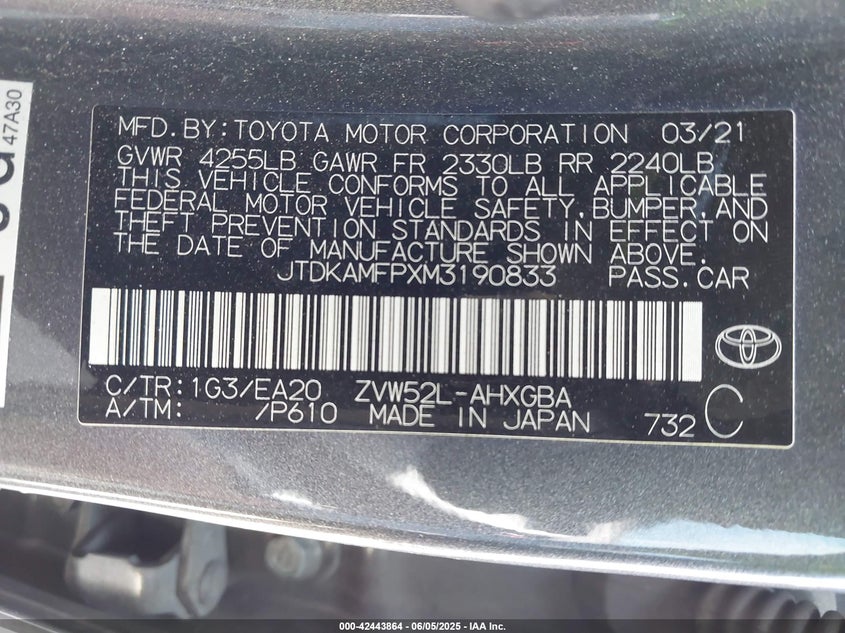 47A30
MFD.BY:TOYOTA MOTOR CORPORATION 03/21
GVWR 4255LB GAWR FR 2330LB RR 2240LB
THIS VEHICLE CONFORMS TO ALL APPLICABLE
FEDERAL MOTOR VEHICLE SAFETY,BUMPER,AND
THEFT PREVENTION STANDARDS IN EFFECT ON
THE DATE OF MANUFACTURE SHOWN ABOVE.
JTDKAMFPXM3190833 PASS.CAR
C/TR:1G3/EA20 ZVW52L-AHXGBA
A/TM: /P610 MADE IN JAPAN 732 C
000-42443864 - 06/05/2025 - IAA Inc.